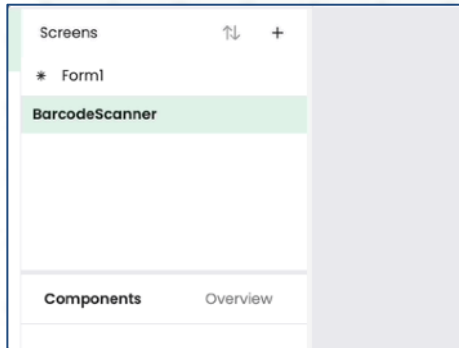 Screens ⇅ +
* Form1
BarcodeScanner
Components Overview